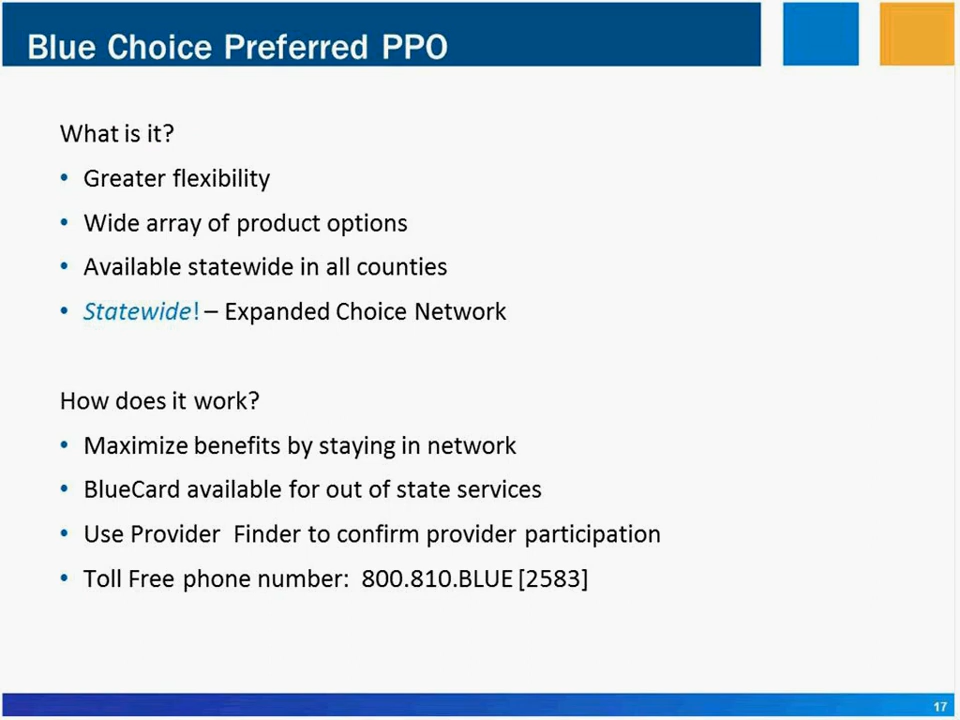 Blue Choice Preferred PPO
What is it?
• Greater flexibility
• Wide array of product options
• Available statewide in all counties
• Statewide! – Expanded Choice Network
How does it work?
• Maximize benefits by staying in network
• BlueCard available for out of state services
• Use Provider  Finder to confirm provider participation
• Toll Free phone number:  800.810.BLUE [2583]
17